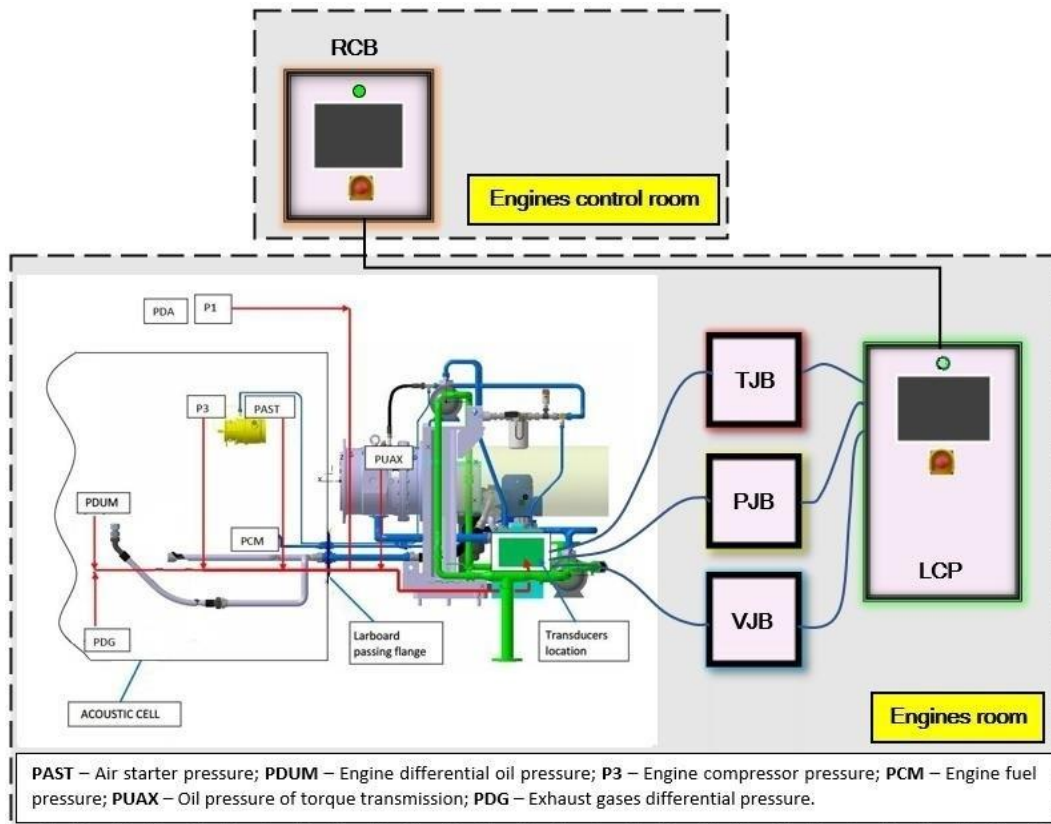 RCB
Engines control room
PDA
P1
P3
PAST
PUAX
PDUM
PCM
PDG
Larboard
passing flange
Transducers
location
ACOUSTIC CELL
TJB
PJB
VJB
LCP
Engines room
PAST – Air starter pressure; PDUM – Engine differential oil pressure; P3 – Engine compressor pressure; PCM – Engine fuel
pressure; PUAX – Oil pressure of torque transmission; PDG – Exhaust gases differential pressure.